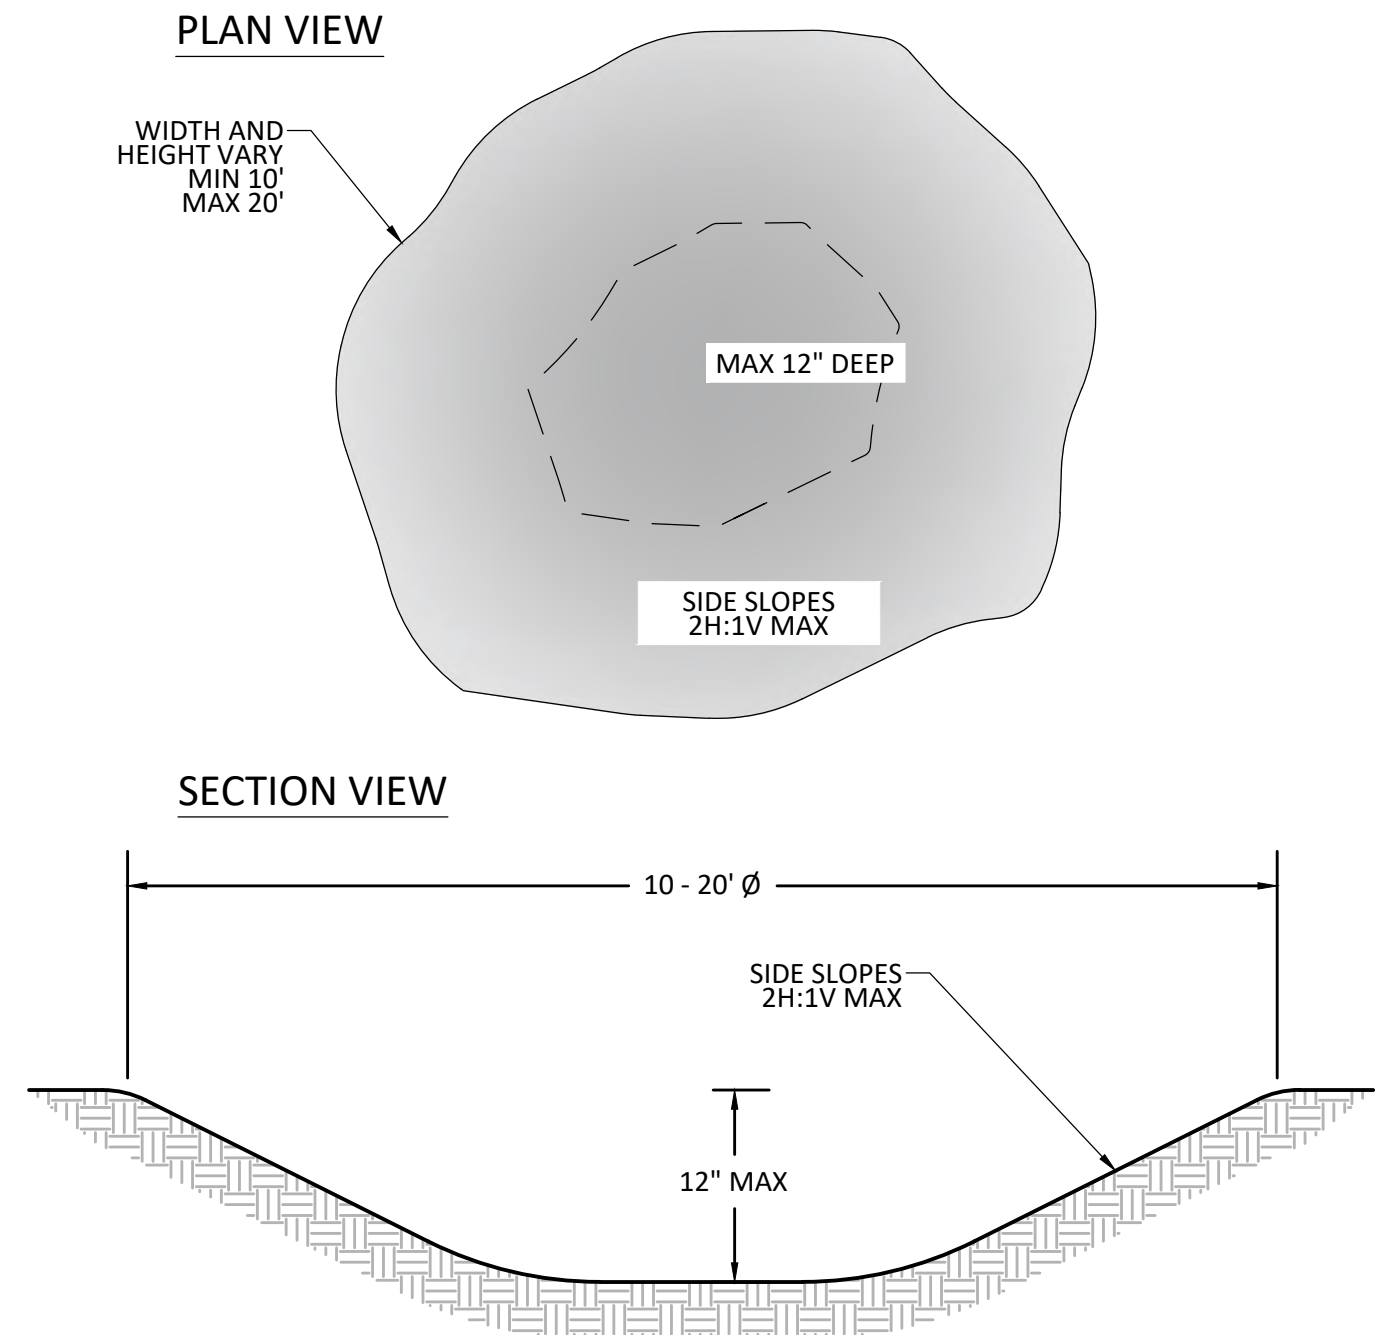 PLAN VIEW
WIDTH AND
HEIGHT VARY
MIN 10'
MAX 20'
MAX 12" DEEP
SIDE SLOPES
2H:1V MAX
SECTION VIEW
10 - 20' Ø
SIDE SLOPES
2H:1V MAX
12" MAX